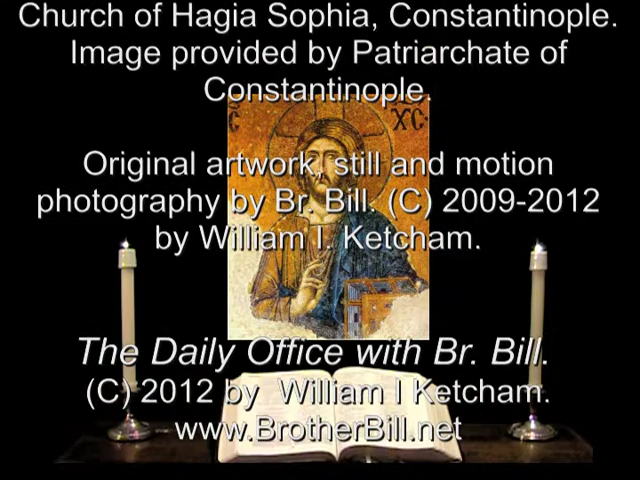 Church of Hagia Sophia, Constantinople.
Image provided by Patriarchate of
Constantinople.
C XC
Original artwork, still and motion
photography by Br. Bill. (C) 2009-2012
by William I. Ketcham.
The Daily Office with Br. Bill.
(C) 2012 by William I Ketcham.
www.BrotherBill.net